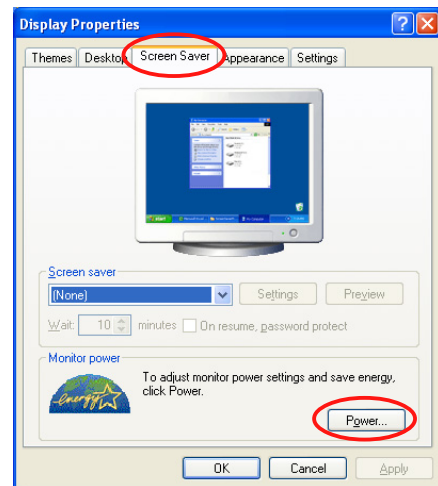 Display Properties
Themes Desktop Screen Saver Appearance Settings
Screen saver
(None) Settings Preview
Wait: 10 minutes On resume, password protect
Monitor power
To adjust monitor power settings and save energy,
click Power.
energy
Power...
OK Cancel Apply